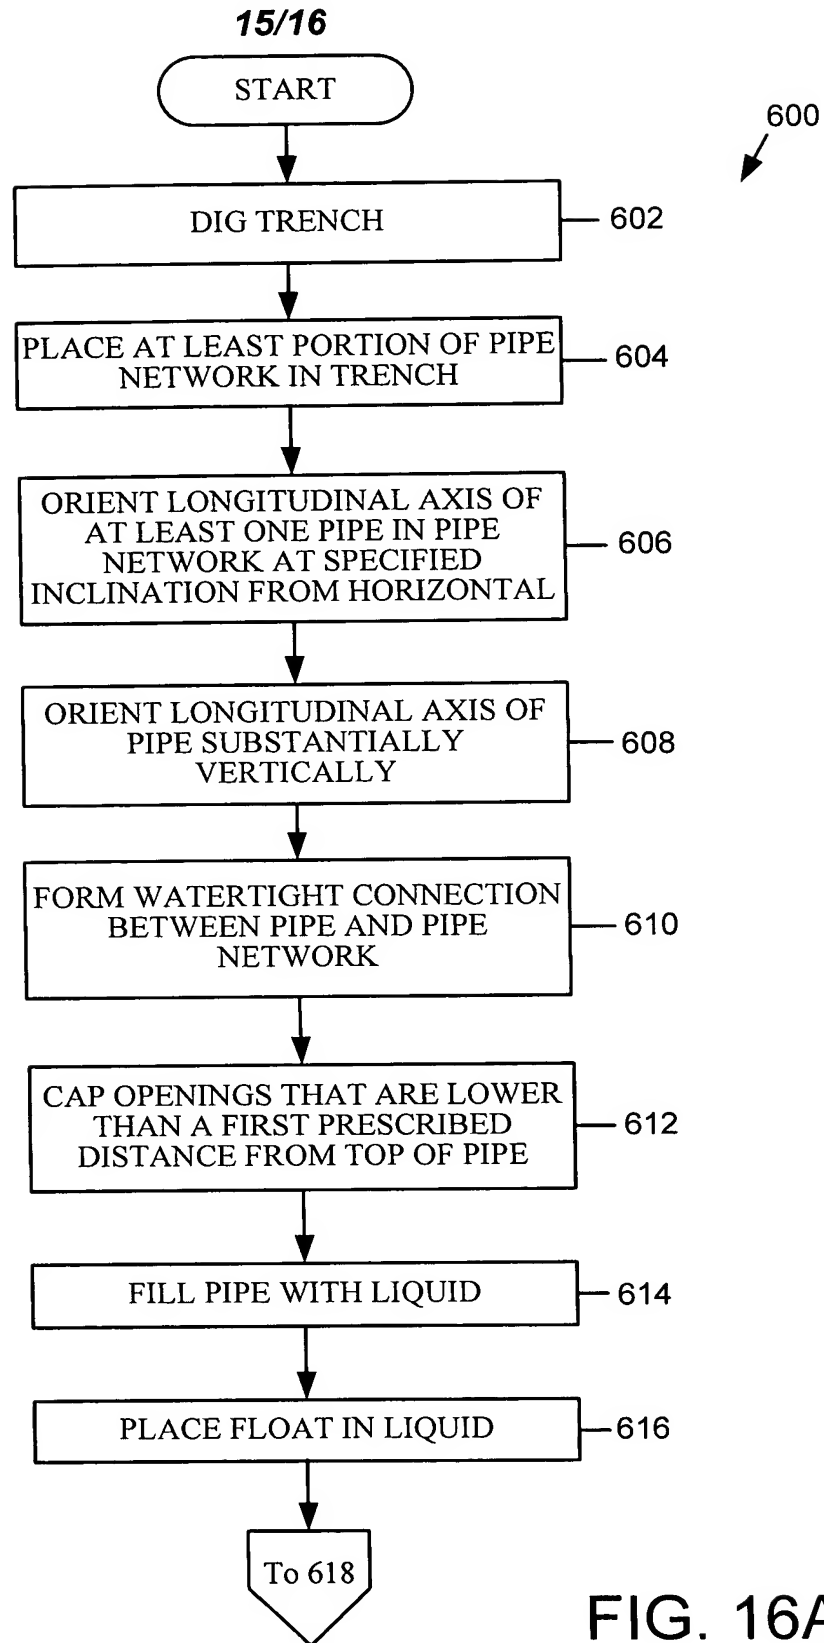 15/16
START
600
DIG TRENCH
602
PLACE AT LEAST PORTION OF PIPE
NETWORK IN TRENCH
604
ORIENT LONGITUDINAL AXIS OF
AT LEAST ONE PIPE IN PIPE
NETWORK AT SPECIFIED
INCLINATION FROM HORIZONTAL
606
ORIENT LONGITUDINAL AXIS OF
PIPE SUBSTANTIALLY
VERTICALLY
608
FORM WATERTIGHT CONNECTION
BETWEEN PIPE AND PIPE
NETWORK
610
CAP OPENINGS THAT ARE LOWER
THAN A FIRST PRESCRIBED
DISTANCE FROM TOP OF PIPE
612
FILL PIPE WITH LIQUID
614
PLACE FLOAT IN LIQUID
616
To 618
FIG. 16A